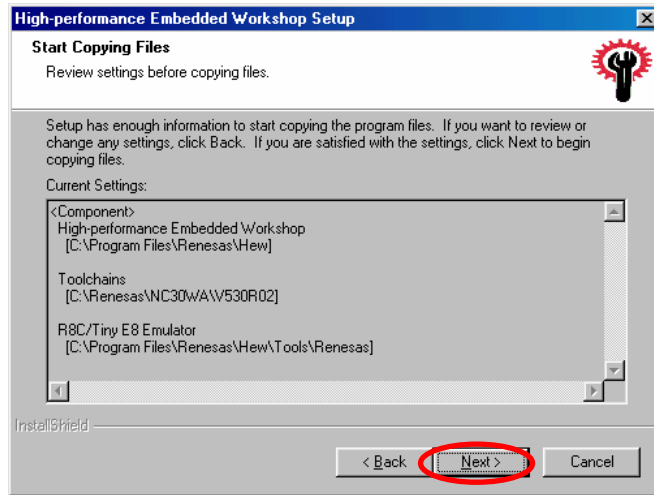 High-performance Embedded Workshop Setup
Start Copying Files
Review settings before copying files.
Setup has enough information to start copying the program files. If you want to review or
change any settings, click Back. If you are satisfied with the settings, click Next to begin
copying files.
Current Settings:
<Component>
High-performance Embedded Workshop
[C:\Program Files\Renesas\Hew]
Toolchains
[C:\Renesas\NC30WA\V530R02]
R8C/Tiny E8 Emulator
[C:\Program Files\Renesas\Hew\Tools\Renesas]
InstallShield
< Back Next > Cancel